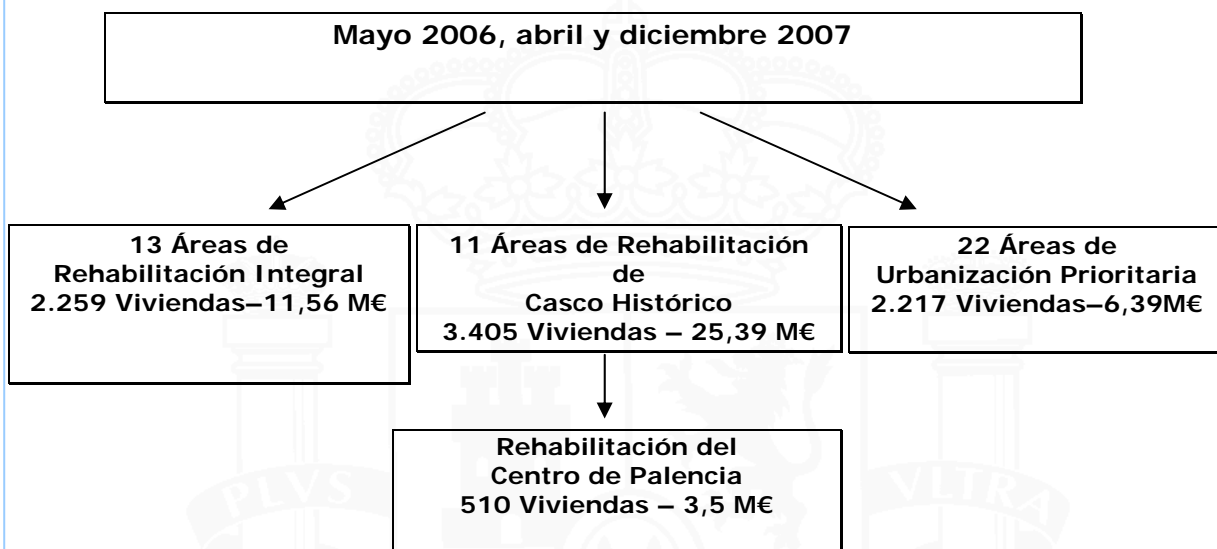 Mayo 2006, abril y diciembre 2007
13 Áreas de
Rehabilitación Integral
2.259 Viviendas–11,56 M€
11 Áreas de Rehabilitación
de
Casco Histórico
3.405 Viviendas – 25,39 M€
22 Áreas de
Urbanización Prioritaria
2.217 Viviendas–6,39M€
Rehabilitación del
Centro de Palencia
510 Viviendas – 3,5 M€
PLVS
VLTRA